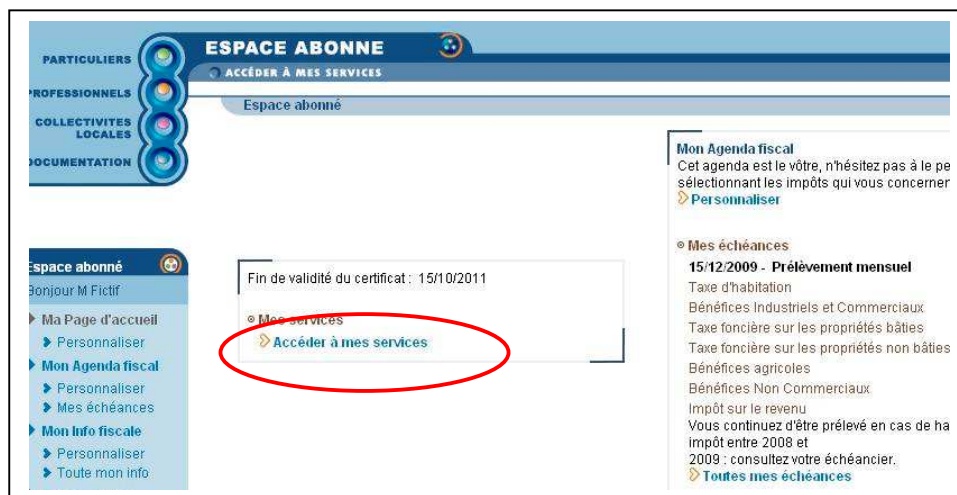 PARTICULIERS
PROFESSIONNELS
COLLECTIVITES
LOCALES
DOCUMENTATION
ESPACE ABONNE
ACCÉDER À MES SERVICES
Espace abonné
Espace abonné
Bonjour M Fictif
Ma Page d'accueil
Personnaliser
Mon Agenda fiscal
Personnaliser
Mes échéances
Mon Info fiscale
Personnaliser
Toute mon info
Fin de validité du certificat : 15/10/2011
Mes services
Accéder à mes services
Mon Agenda fiscal
Cet agenda est le vôtre, n'hésitez pas à le pe
sélectionnant les impôts qui vous concerner
Personnaliser
Mes échéances
15/12/2009 - Prélèvement mensuel
Taxe d'habitation
Bénéfices Industriels et Commerciaux
Taxe foncière sur les propriétés bâties
Taxe foncière sur les propriétés non bâties
Bénéfices agricoles
Bénéfices Non Commerciaux
Impôt sur le revenu
Vous continuez d'être prélevé en cas de ha
impôt entre 2008 et
2009 : consultez votre échéancier.
Toutes mes échéances